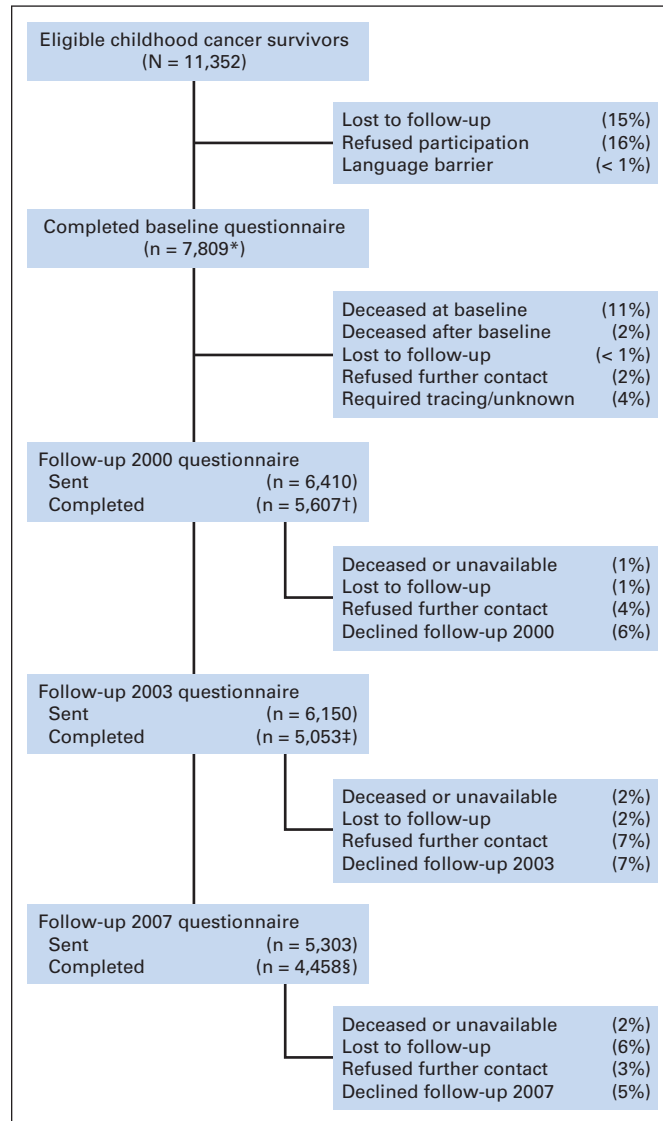 Eligible childhood cancer survivors
(N = 11,352)
Lost to follow-up (15%)
Refused participation (16%)
Language barrier (< 1%)
Completed baseline questionnaire
(n = 7,809*)
Deceased at baseline (11%)
Deceased after baseline (2%)
Lost to follow-up (< 1%)
Refused further contact (2%)
Required tracing/unknown (4%)
Follow-up 2000 questionnaire
Sent (n = 6,410)
Completed (n = 5,607†)
Deceased or unavailable (1%)
Lost to follow-up (1%)
Refused further contact (4%)
Declined follow-up 2000 (6%)
Follow-up 2003 questionnaire
Sent (n = 6,150)
Completed (n = 5,053‡)
Deceased or unavailable (2%)
Lost to follow-up (2%)
Refused further contact (7%)
Declined follow-up 2003 (7%)
Follow-up 2007 questionnaire
Sent (n = 5,303)
Completed (n = 4,458§)
Deceased or unavailable (2%)
Lost to follow-up (6%)
Refused further contact (3%)
Declined follow-up 2007 (5%)